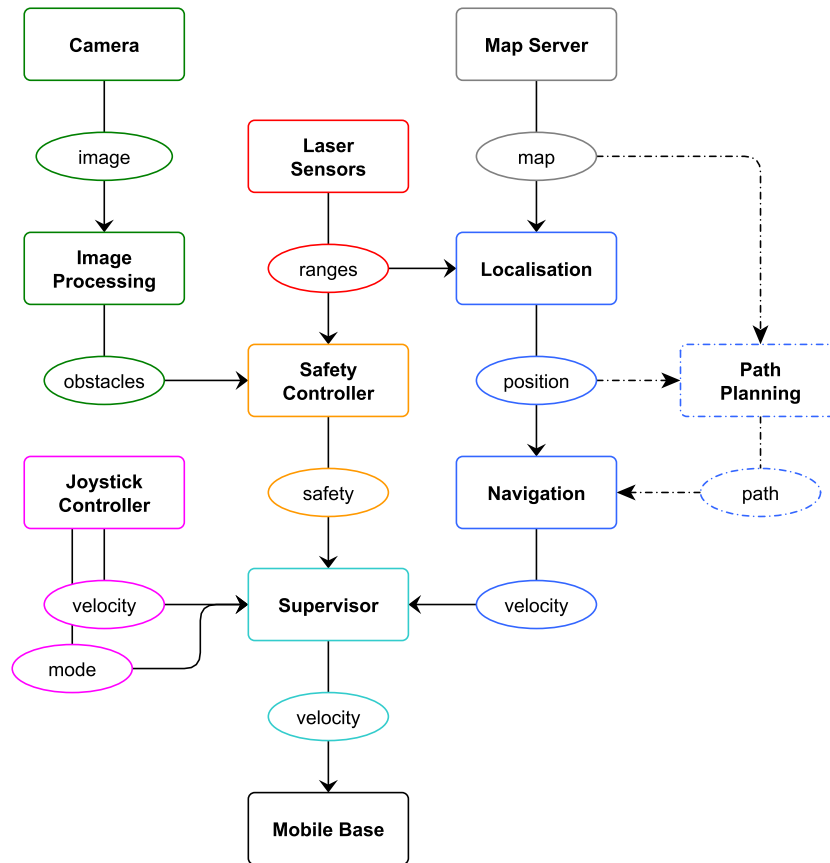 Camera
Map Server
image
Laser
Sensors
map
Image
Processing
ranges
Localisation
obstacles
Safety
Controller
position
Path
Planning
Joystick
Controller
safety
Navigation
path
velocity
Supervisor
velocity
mode
velocity
Mobile Base